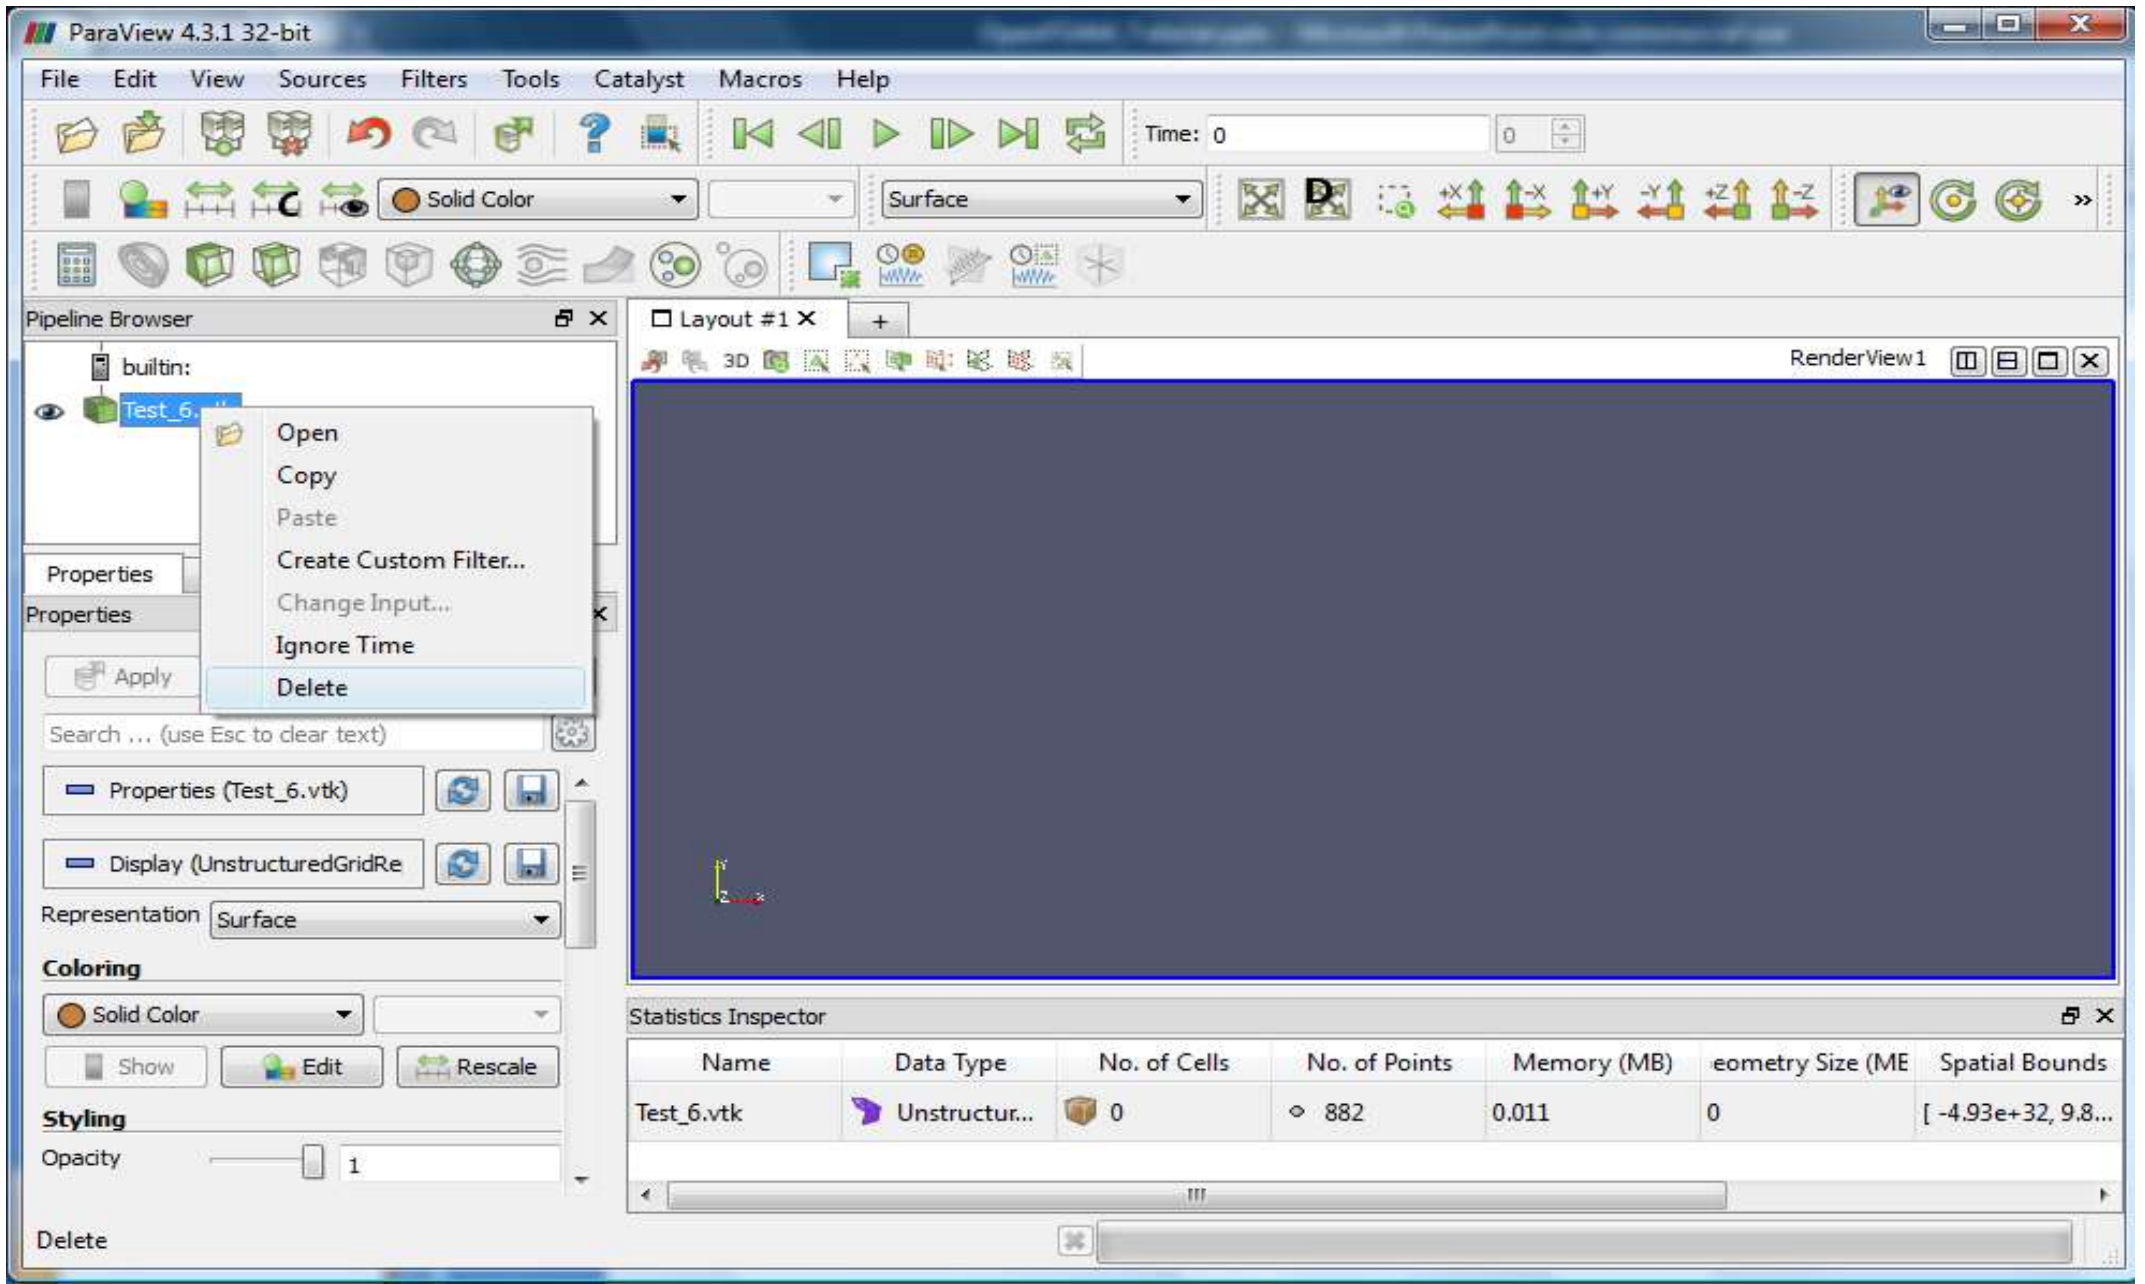 ParaView 4.3.1 32-bit
File Edit View Sources Filters Tools Catalyst Macros Help
Time: 0 0
Solid Color Surface
+X -X +Y -Y +Z -Z
Pipeline Browser
Layout #1
+
builtin:
3D
RenderView1
Test_6.
Open
Copy
Paste
Create Custom Filter...
Change Input...
Ignore Time
Delete
Properties
Properties
Apply
Search ... (use Esc to clear text)
Properties (Test_6.vtk)
Display (UnstructuredGridRe
Representation Surface
Coloring
Solid Color
Show Edit Rescale
Styling
Opacity 1
Y
Z X
Statistics Inspector
Name Data Type No. of Cells No. of Points Memory (MB) eometry Size (ME Spatial Bounds
Test_6.vtk Unstructur... 0 882 0.011 0 [ -4.93e+32, 9.8...
Delete